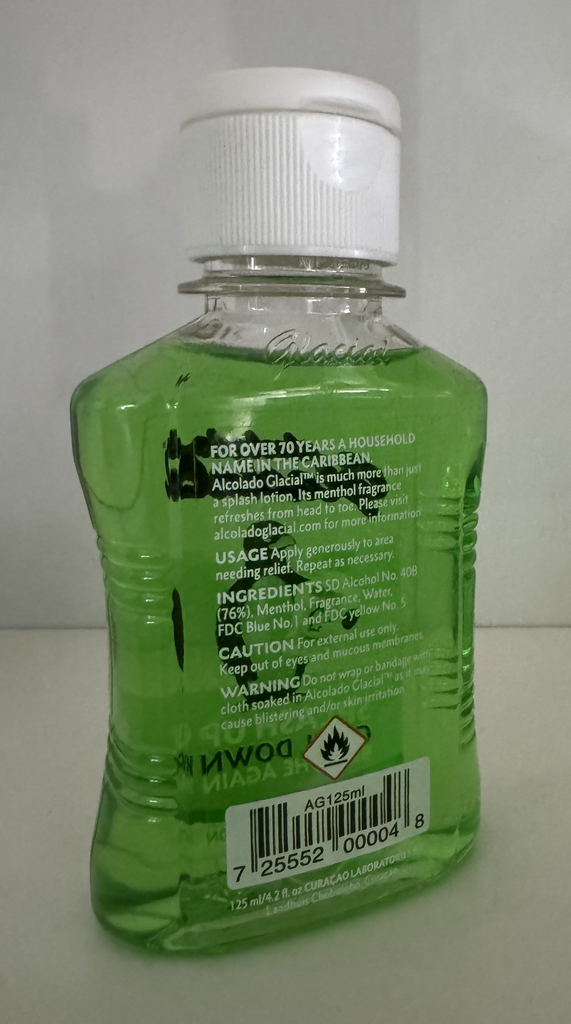 Glacial
FOR OVER 70 YEARS A HOUSEHOLD
NAME IN THE CARIBBEAN.
Alcolado Glacial™ is much more than just
a splash lotion. Its menthol fragrance
refreshes from head to toe. Please visit
alcoladoglacial.com for more information
USAGE Apply generously to area
needing relief. Repeat as necessary.
INGREDIENTS SD Alcohol No. 40B
(76%), Menthol, Fragrance, Water,
FDC Blue No.1 and FDC yellow No. 5
CAUTION For external use only.
Keep out of eyes and mucous membranes
WARNING Do not wrap or bandage with
cloth soaked in Alcolado Glacial™ as it may
cause blistering and/or skin irritation.
DOWN
AGAIN
AG125ml
7 25552 00004 8
125 ml/4.2 fl. oz CURAÇAO LABORATORIES
Landhuis Curaçao